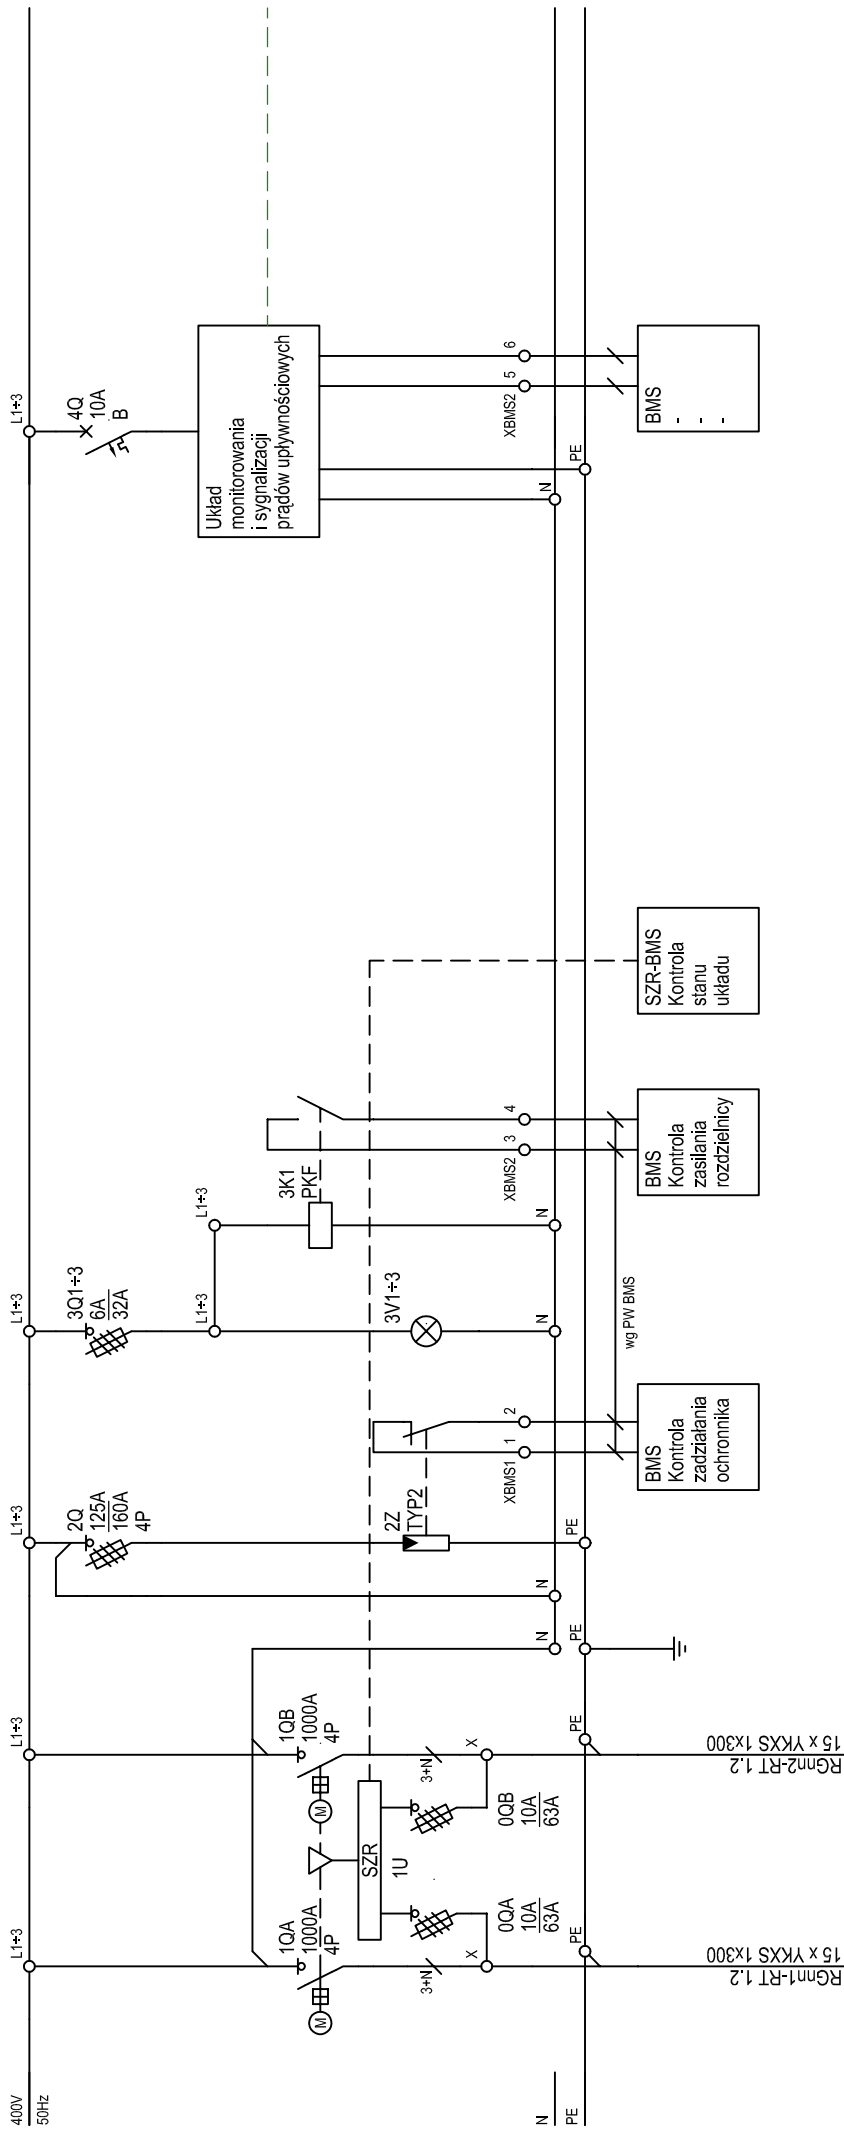 400V
50Hz
N
PE
L1÷3
1QA
1000A
4P
M
3+N
X
PE
RGnn1-RT 1.2
15 x YKXS 1x300
0QA
10A
63A
SZR
1U
0QB
10A
63A
L1÷3
1QB
1000A
4P
M
3+N
X
PE
RGnn2-RT 1.2
15 x YKXS 1x300
N
PE
N
L1÷3
2Q
125A
160A
4P
2Z
TYP2
PE
XBMS1
1
2
BMS
Kontrola
zadziałania
ochronnika
wg PW BMS
L1÷3
3Q1÷3
6A
32A
L1÷3
3V1÷3
N
L1÷3
3K1
PKF
N
XBMS2
3
4
BMS
Kontrola
zasilania
rozdzielnicy
SZR-BMS
Kontrola
stanu
układu
L1÷3
4Q
10A
B
Układ
monitorowania
i sygnalizacji
prądów upływnościowych
N
PE
XBMS2
5
6
BMS
-
-
-